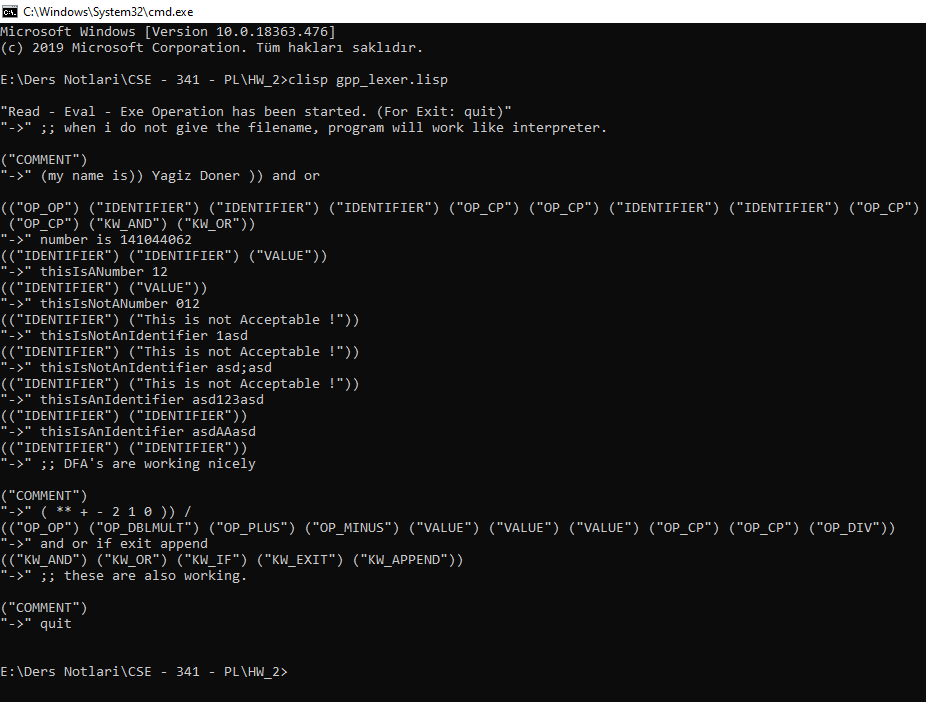 C:\Windows\System32\cmd.exe
Microsoft Windows [Version 10.0.18363.476]
(c) 2019 Microsoft Corporation. Tüm hakları saklıdır.
E:\Ders Notlari\CSE - 341 - PL\HW_2>clisp gpp_lexer.lisp
"Read - Eval - Exe Operation has been started. (For Exit: quit)"
"->" ;; when i do not give the filename, program will work like interpreter.
("COMMENT")
"->" (my name is)) Yagiz Doner )) and or
(("OP_OP") ("IDENTIFIER") ("IDENTIFIER") ("IDENTIFIER") ("OP_CP") ("OP_CP") ("IDENTIFIER") ("IDENTIFIER") ("OP_CP")
("OP_CP") ("KW_AND") ("KW_OR"))
"->" number is 141044062
(("IDENTIFIER") ("IDENTIFIER") ("VALUE"))
"->" thisIsANumber 12
(("IDENTIFIER") ("VALUE"))
"->" thisIsNotANumber 012
(("IDENTIFIER") ("This is not Acceptable !"))
"->" thisIsNotAnIdentifier 1asd
(("IDENTIFIER") ("This is not Acceptable !"))
"->" thisIsNotAnIdentifier asd;asd
(("IDENTIFIER") ("This is not Acceptable !"))
"->" thisIsAnIdentifier asd123asd
(("IDENTIFIER") ("IDENTIFIER"))
"->" thisIsAnIdentifier asdAAasd
(("IDENTIFIER") ("IDENTIFIER"))
"->" ;; DFA's are working nicely
("COMMENT")
"->" ( ** + - 2 1 0 )) /
(("OP_OP") ("OP_DBLMULT") ("OP_PLUS") ("OP_MINUS") ("VALUE") ("VALUE") ("VALUE") ("OP_CP") ("OP_CP") ("OP_DIV"))
"->" and or if exit append
(("KW_AND") ("KW_OR") ("KW_IF") ("KW_EXIT") ("KW_APPEND"))
"->" ;; these are also working.
("COMMENT")
"->" quit
E:\Ders Notlari\CSE - 341 - PL\HW_2>